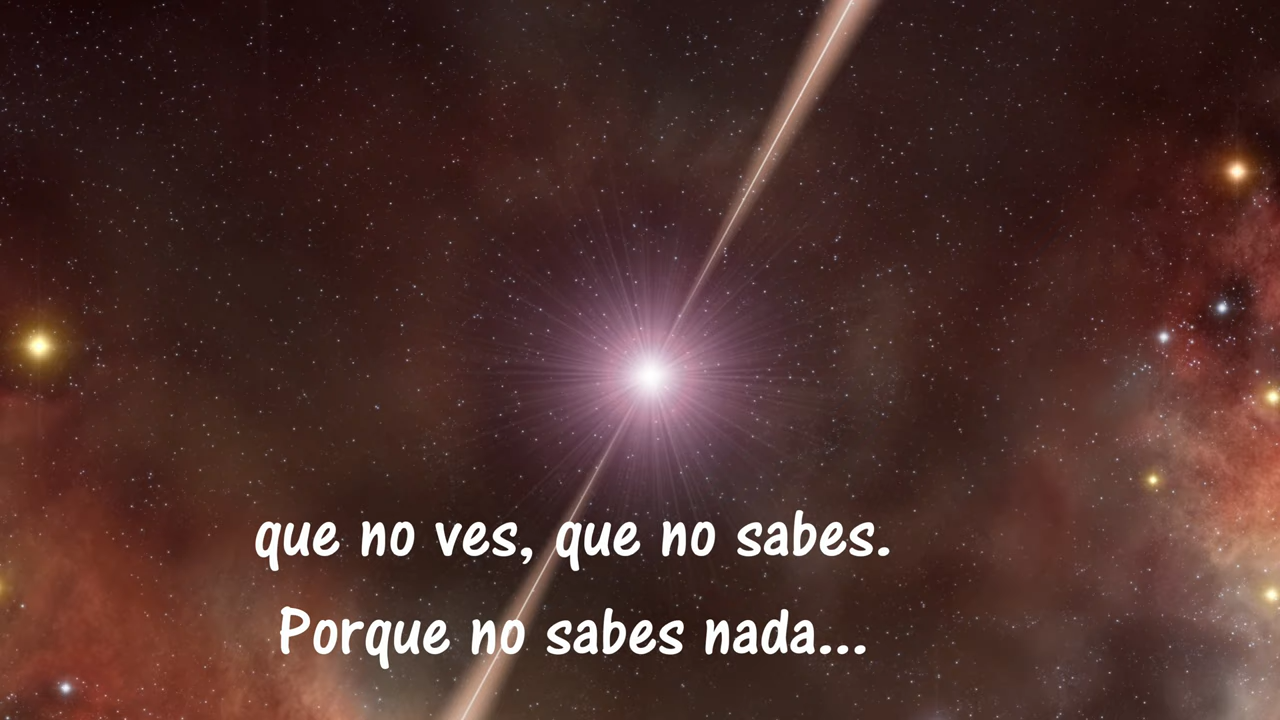 que no ves, que no sabes.
Porque no sabes nada...